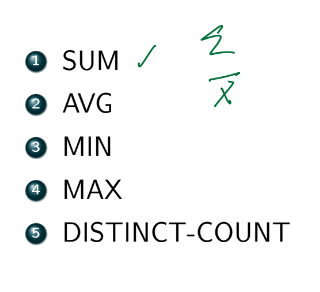 1 SUM ✓ Σ
2 AVG x̄
3 MIN
4 MAX
5 DISTINCT-COUNT